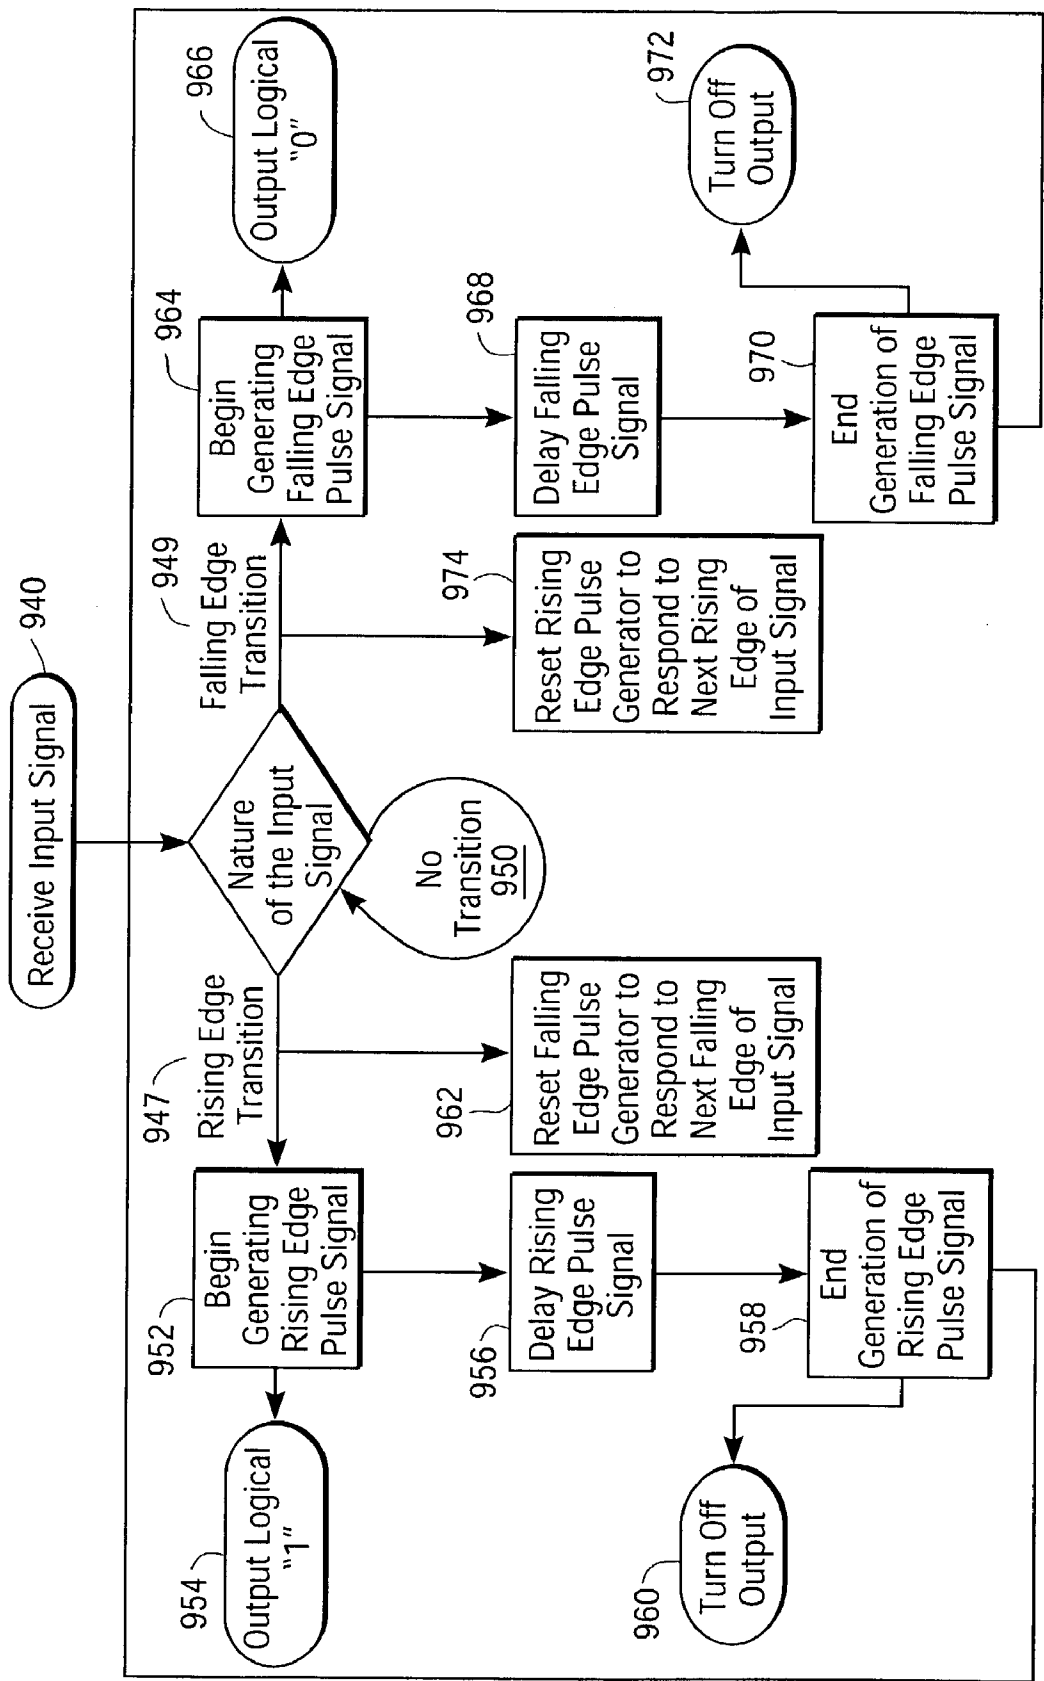 Receive Input Signal
940
Nature
of the Input
Signal
No
Transition
950
947
Rising Edge
Transition
949
Falling Edge
Transition
952
Begin
Generating
Rising Edge
Pulse Signal
954
Output Logical
"1"
956
Delay Rising
Edge Pulse
Signal
958
End
Generation of
Rising Edge
Pulse Signal
960
Turn Off
Output
962
Reset Falling
Edge Pulse
Generator to
Respond to
Next Falling
Edge of
Input Signal
964
Begin
Generating
Falling Edge
Pulse Signal
966
Output Logical
"0"
968
Delay Falling
Edge Pulse
Signal
970
End
Generation of
Falling Edge
Pulse Signal
972
Turn Off
Output
974
Reset Rising
Edge Pulse
Generator to
Respond to
Next Rising
Edge of
Input Signal